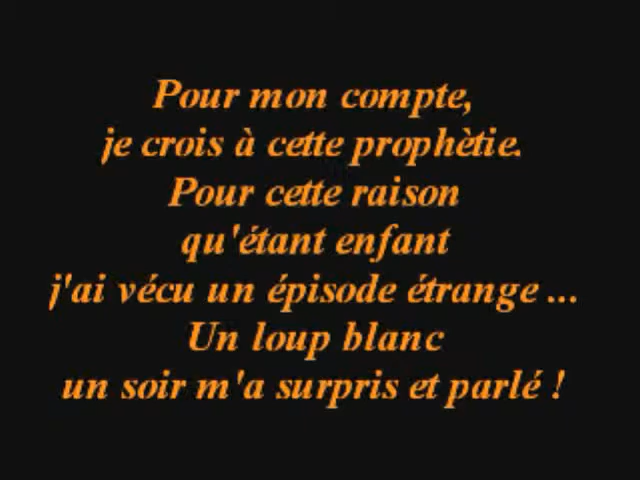 Pour mon compte,
je crois à cette prophètie.
Pour cette raison
qu'étant enfant
j'ai vécu un épisode étrange ...
Un loup blanc
un soir m'a surpris et parlé !